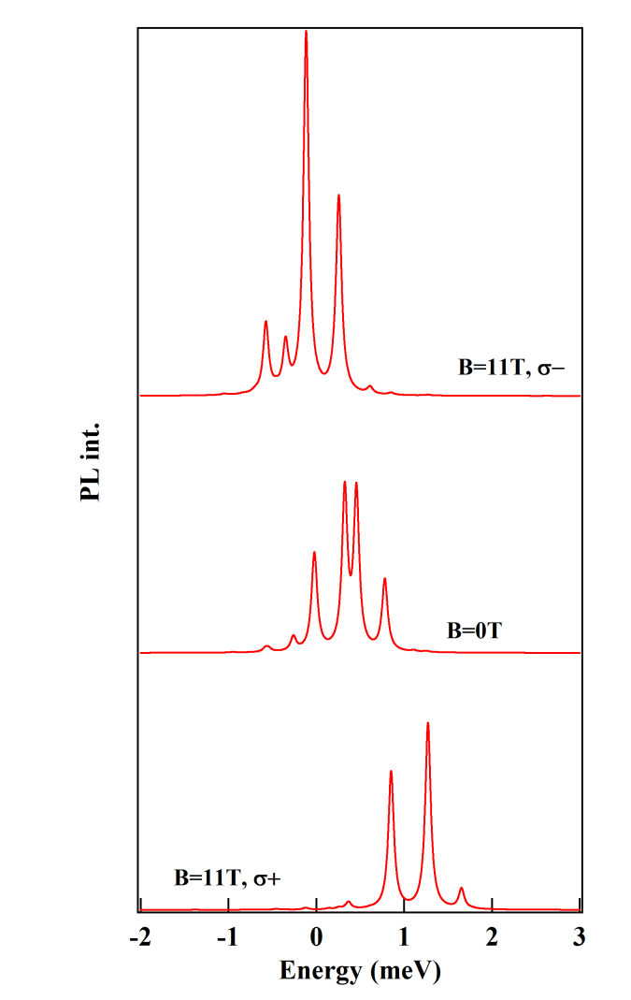 B=11T, σ−
PL int.
B=0T
B=11T, σ+
-2 -1 0 1 2 3
Energy (meV)